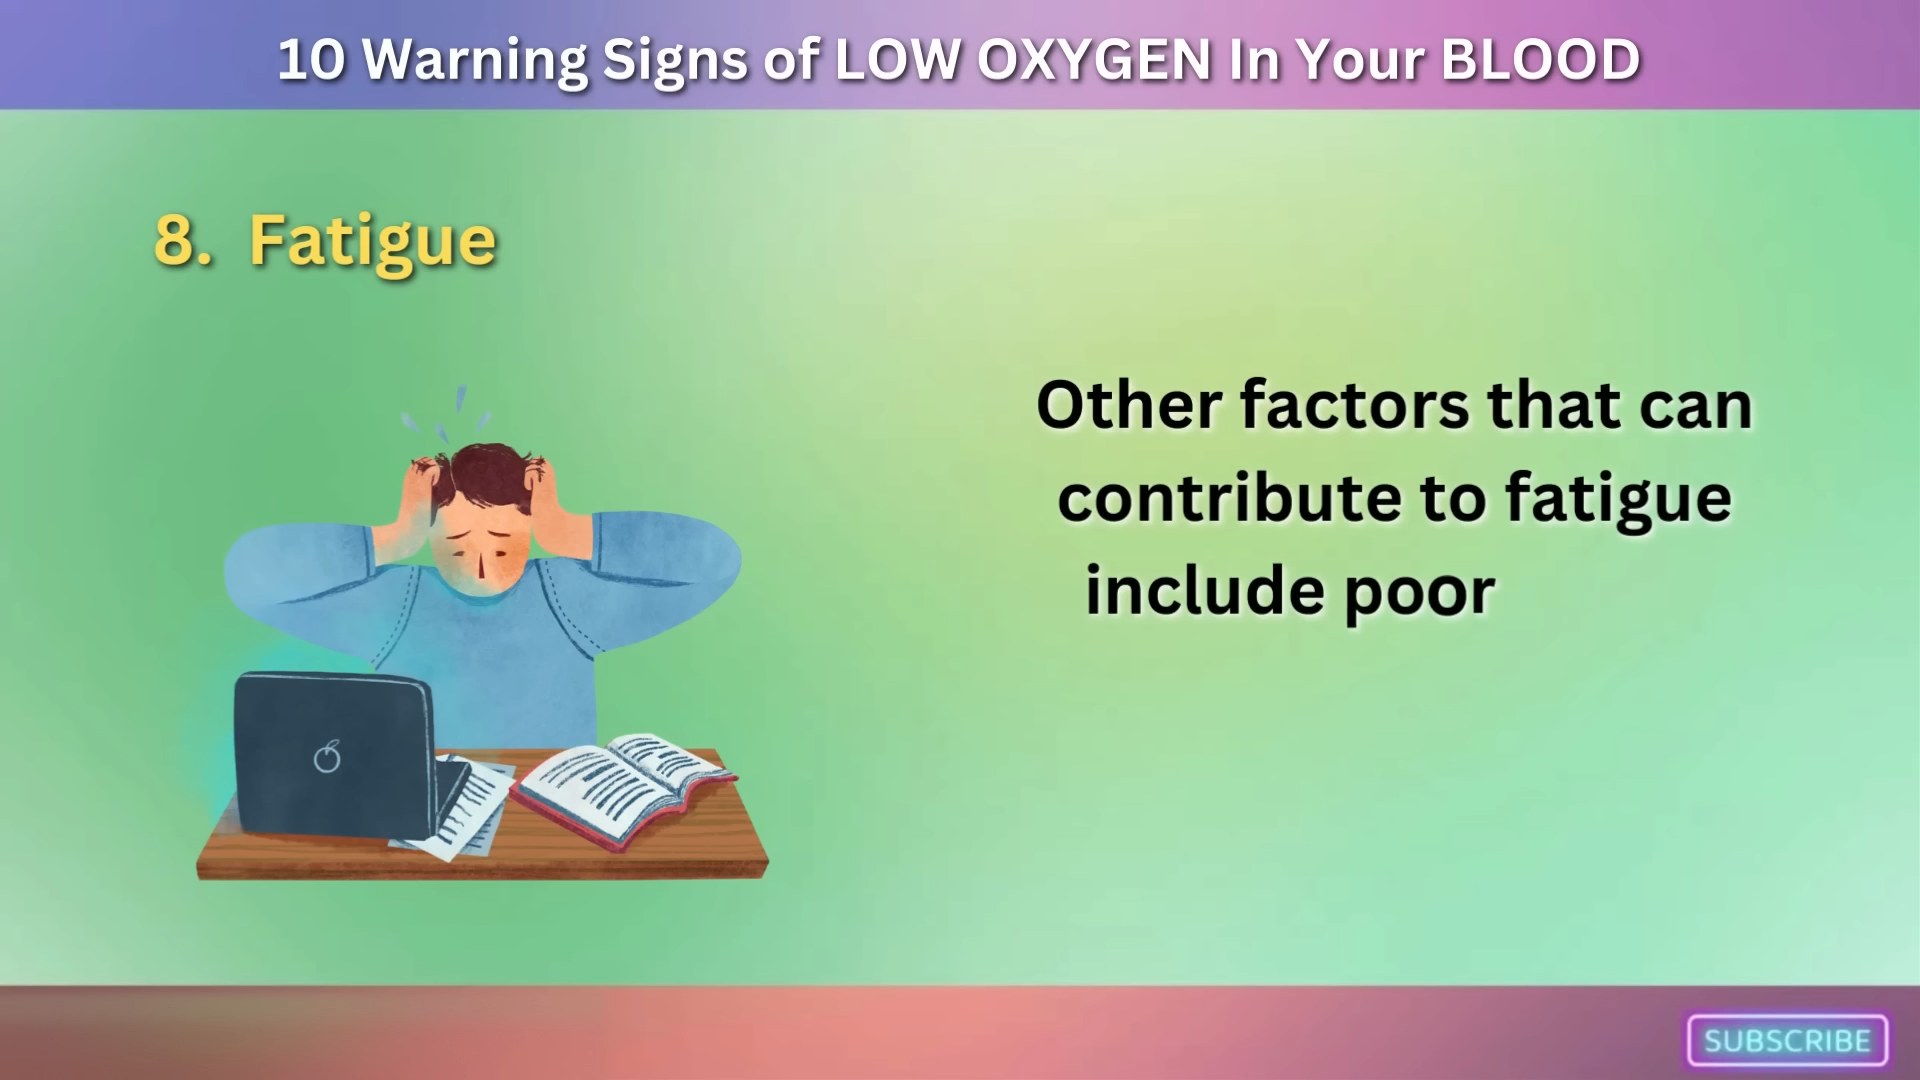 10 Warning Signs of LOW OXYGEN In Your BLOOD
8. Fatigue
Other factors that can
contribute to fatigue
include poor
SUBSCRIBE